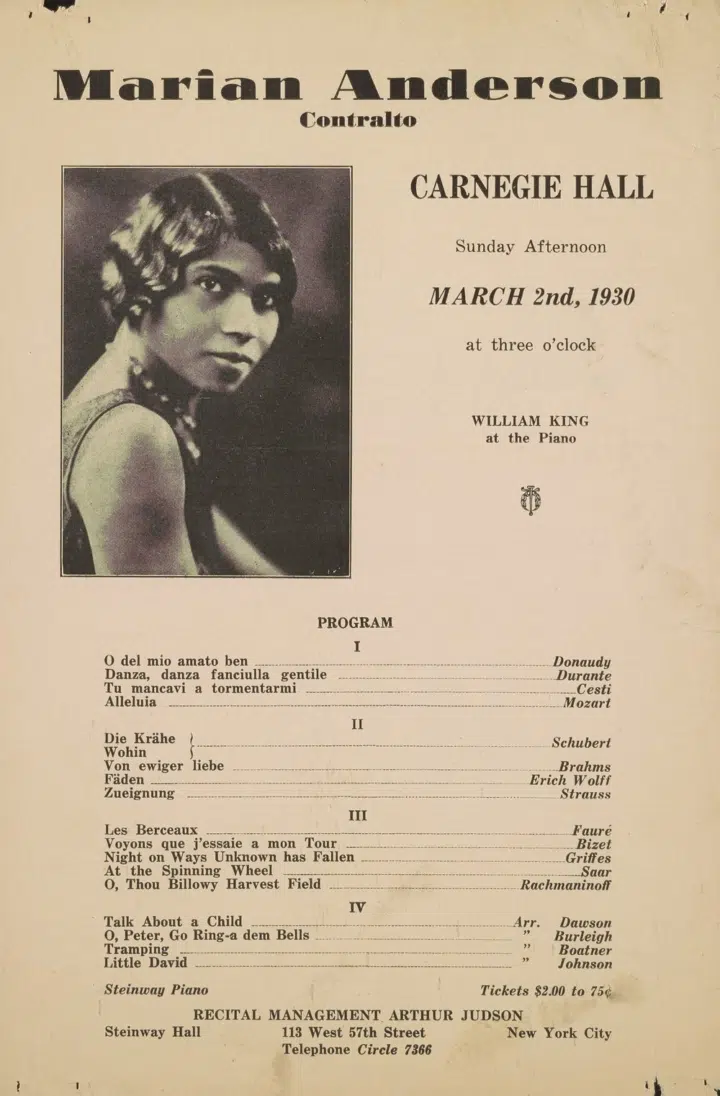 Marian Anderson
Contralto
CARNEGIE HALL
Sunday Afternoon
MARCH 2nd, 1930
at three o'clock
WILLIAM KING
at the Piano
PROGRAM
I
O del mio amato ben Donaudy
Danza, danza fanciulla gentile Durante
Tu mancavi a tormentarmi Cesti
Alleluia Mozart
II
Die Krähe
Wohin Schubert
Von ewiger liebe Brahms
Fäden Erich Wolff
Zueignung Strauss
III
Les Berceaux Fauré
Voyons que j'essaie a mon Tour Bizet
Night on Ways Unknown has Fallen Griffes
At the Spinning Wheel Saar
O, Thou Billowy Harvest Field Rachmaninoff
IV
Talk About a Child Arr. Dawson
O, Peter, Go Ring-a dem Bells " Burleigh
Tramping " Boatner
Little David " Johnson
Steinway Piano Tickets $2.00 to 75¢
RECITAL MANAGEMENT ARTHUR JUDSON
Steinway Hall 113 West 57th Street New York City
Telephone Circle 7366